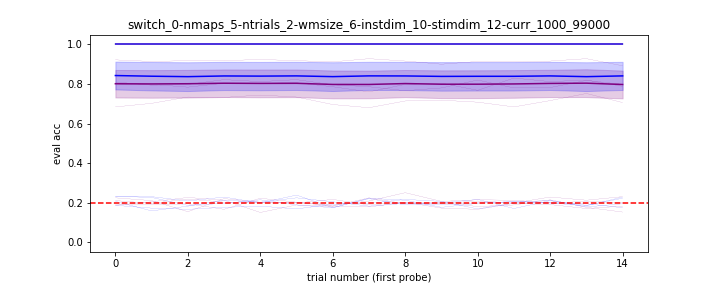 switch_0-nmaps_5-ntrials_2-wmsize_6-instdim_10-stimdim_12-curr_1000_99000
1.0
0.8
0.6
0.4
0.2
0.0
eval acc
0 2 4 6 8 10 12 14
trial number (first probe)